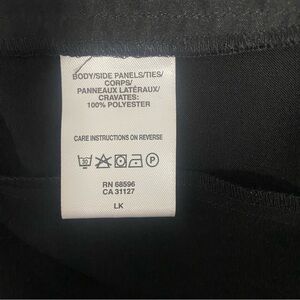 BODY/SIDE PANELS/TIES/
CORPS/
PANNEAUX LATÉRAUX/
CRAVATES:
100% POLYESTER
CARE INSTRUCTIONS ON REVERSE
RN 68596
CA 31127
LK